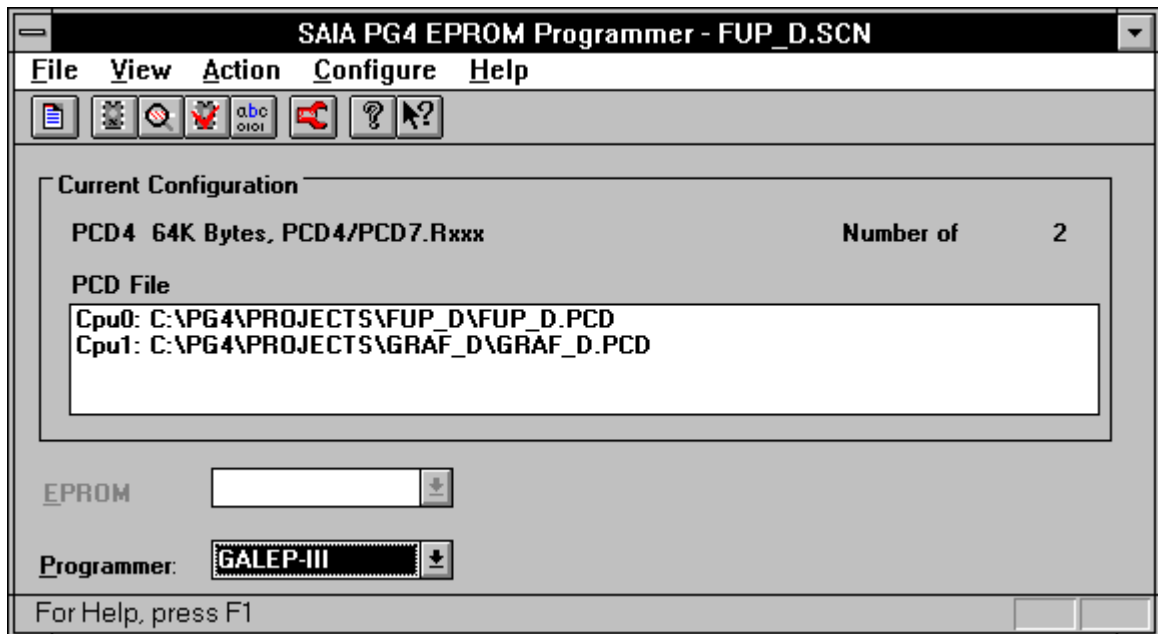 SAIA PG4 EPROM Programmer - FUP_D.SCN
File View Action Configure Help
abc
0101
Current Configuration
PCD4 64K Bytes, PCD4/PCD7.Rxxx Number of 2
PCD File
Cpu0: C:\PG4\PROJECTS\FUP_D\FUP_D.PCD
Cpu1: C:\PG4\PROJECTS\GRAF_D\GRAF_D.PCD
EPROM
Programmer: GALEP-III
For Help, press F1